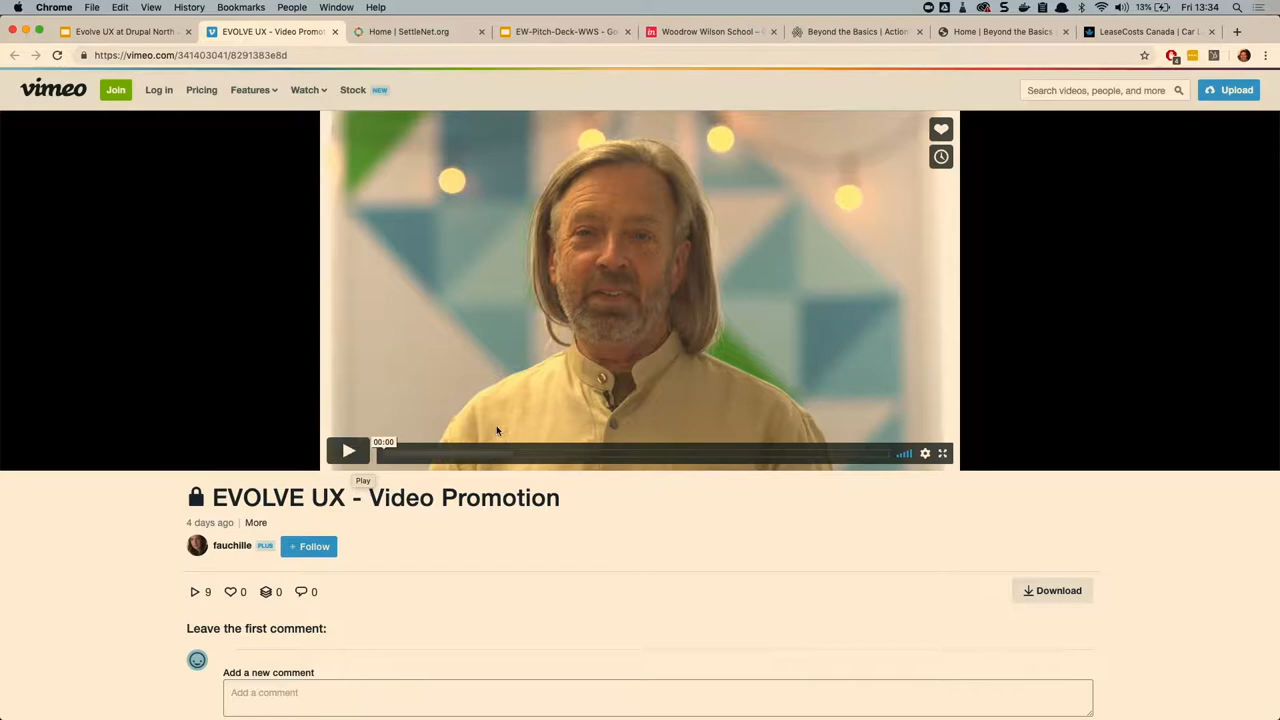 Chrome File Edit View History Bookmarks People Window Help 13% Fri 13:34
Evolve UX at Drupal North - EVOLVE UX - Video Promot Home | SettleNet.org EW-Pitch-Deck-WWS - Go Woodrow Wilson School – Beyond the Basics | Action Home | Beyond the Basics LeaseCosts Canada | Car L
https://vimeo.com/341403041/8291383e8d
4
vimeo Join Log in Pricing Features Watch Stock NEW Search videos, people, and more Upload
00:00
Play
EVOLVE UX - Video Promotion
4 days ago | More
fauchille PLUS + Follow
9 0 0 0 Download
Leave the first comment:
Add a new comment
Add a comment